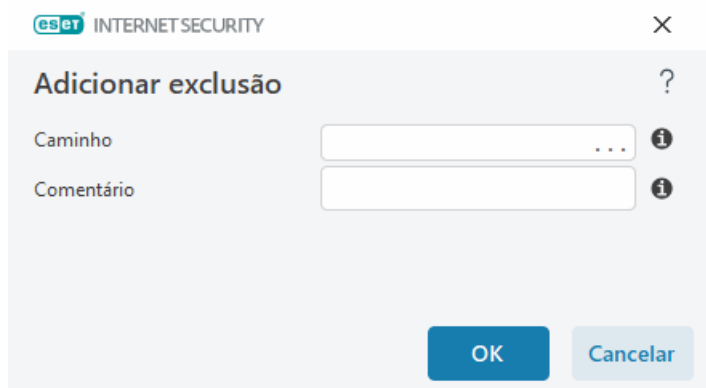 eset INTERNET SECURITY
Adicionar exclusão
?
Caminho
...
Comentário
OK
Cancelar